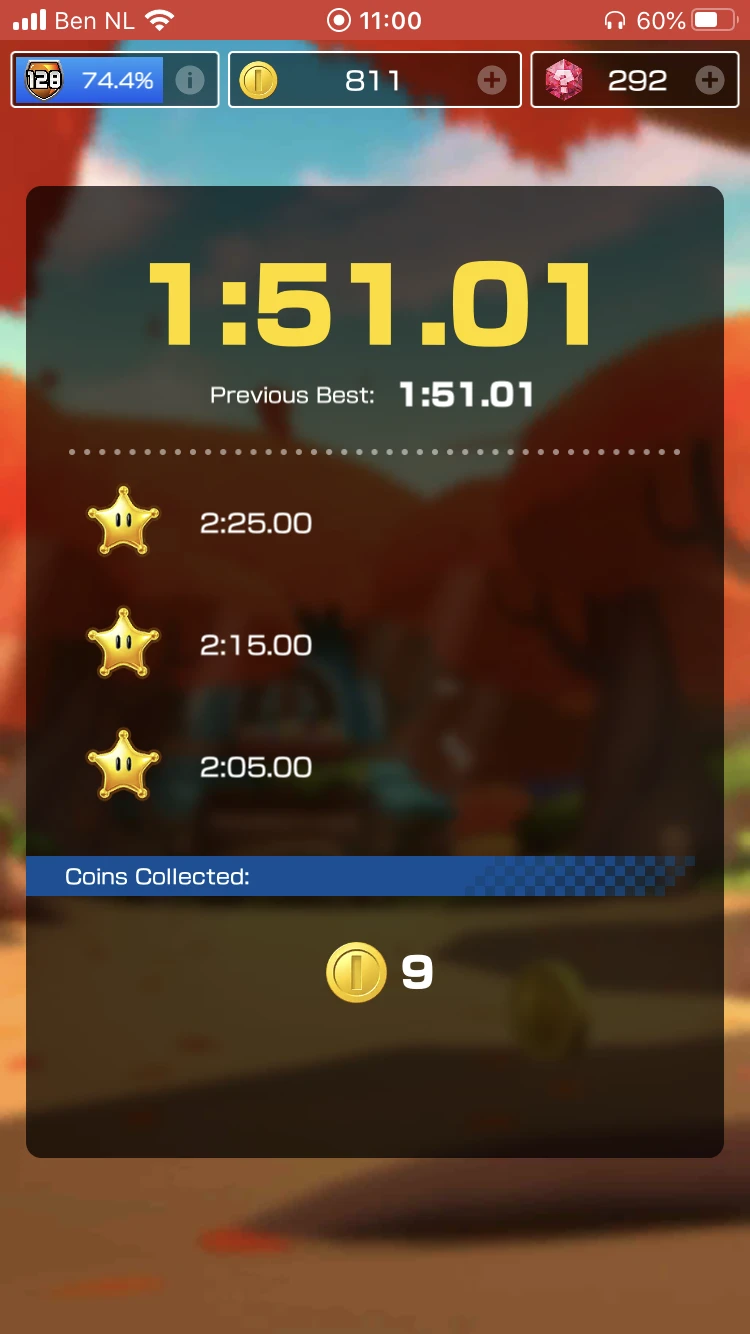 Ben NL 11:00 60%
128 74.4% i 811 + ? 292 +
1:51.01
Previous Best: 1:51.01
2:25.00
2:15.00
2:05.00
Coins Collected:
9